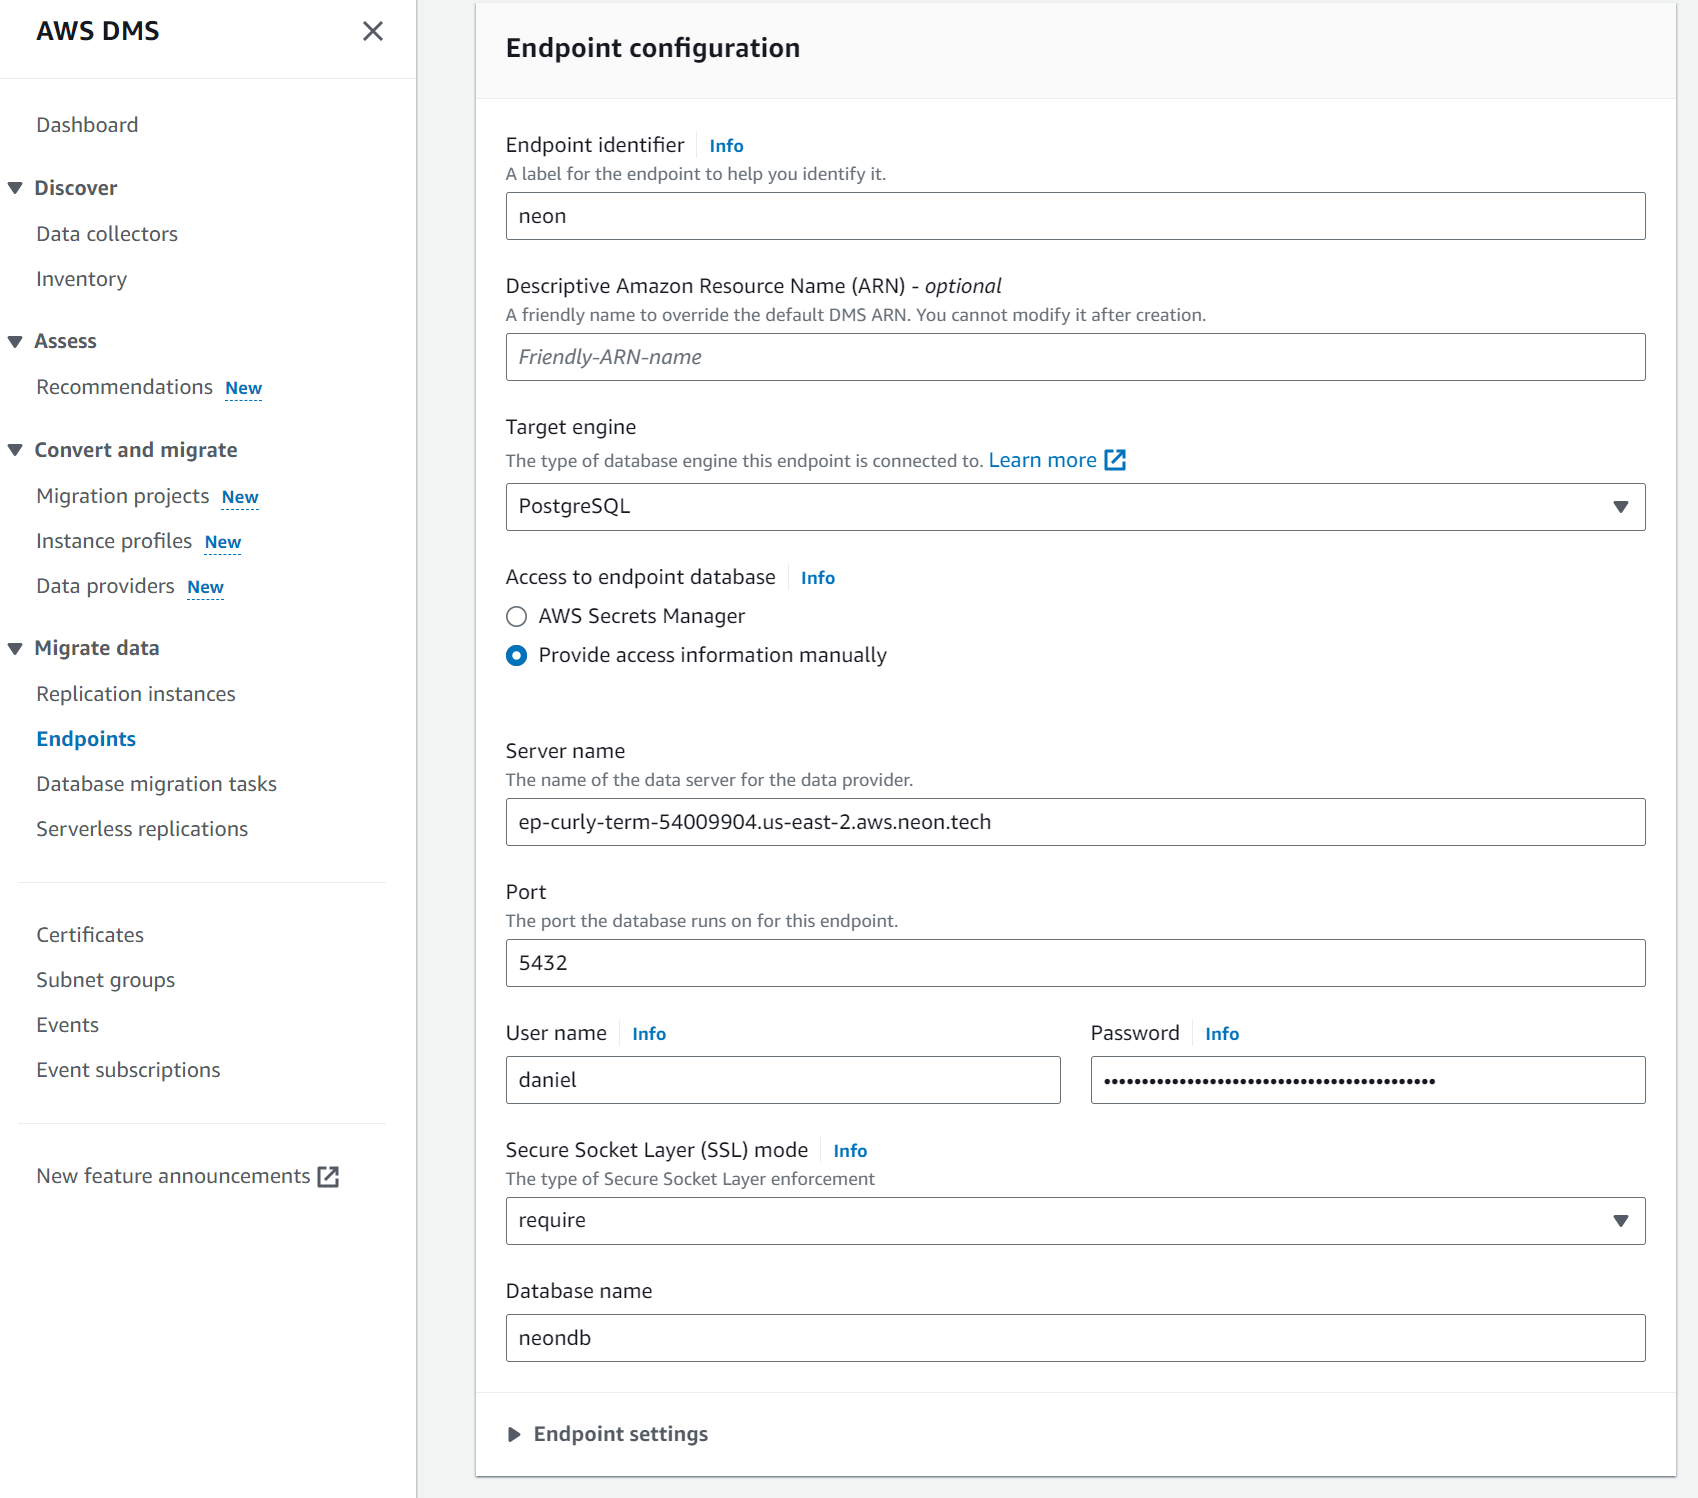 AWS DMS
Dashboard
Discover
Data collectors
Inventory
Assess
Recommendations New
Convert and migrate
Migration projects New
Instance profiles New
Data providers New
Migrate data
Replication instances
Endpoints
Database migration tasks
Serverless replications
Certificates
Subnet groups
Events
Event subscriptions
New feature announcements
Endpoint configuration
Endpoint identifier Info
A label for the endpoint to help you identify it.
neon
Descriptive Amazon Resource Name (ARN) - optional
A friendly name to override the default DMS ARN. You cannot modify it after creation.
Friendly-ARN-name
Target engine
The type of database engine this endpoint is connected to. Learn more
PostgreSQL
Access to endpoint database Info
AWS Secrets Manager
Provide access information manually
Server name
The name of the data server for the data provider.
ep-curly-term-54009904.us-east-2.aws.neon.tech
Port
The port the database runs on for this endpoint.
5432
User name Info
daniel
Password Info
Secure Socket Layer (SSL) mode Info
The type of Secure Socket Layer enforcement
require
Database name
neondb
Endpoint settings